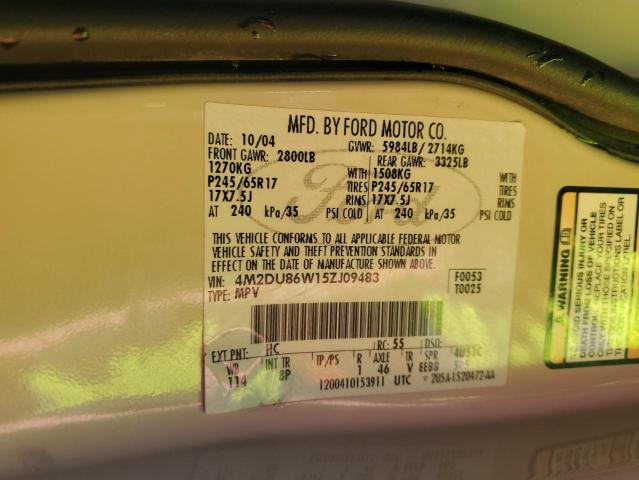 MFD. BY FORD MOTOR CO.
DATE: 10/04 GVWR: 5984LB/2714KG
FRONT GAWR: 2800LB REAR GAWR: 3325LB
1270KG WITH 1508KG WITH
P245/65R17 TIRES P245/65R17 TIRES
17X7.5J RIMS 17X7.5J RIMS
AT 240 kPa/35 PSI COLD AT 240 kPa/35 PSI COLD
Ford
THIS VEHICLE CONFORMS TO ALL APPLICABLE FEDERAL MOTOR
VEHICLE SAFETY AND THEFT PREVENTION STANDARDS IN
EFFECT ON THE DATE OF MANUFACTURE SHOWN ABOVE.
VIN: 4M2DU86W15ZJ09483 F0053
TYPE: MPV T0025
EXT PNT: HC RC: 55 DSO:
WB INT TR TP/PS R AXLE TR SPR 4U51C
114 8P 1 46 V EE88
1200410153911 UTC 2U5A-1520472-AA